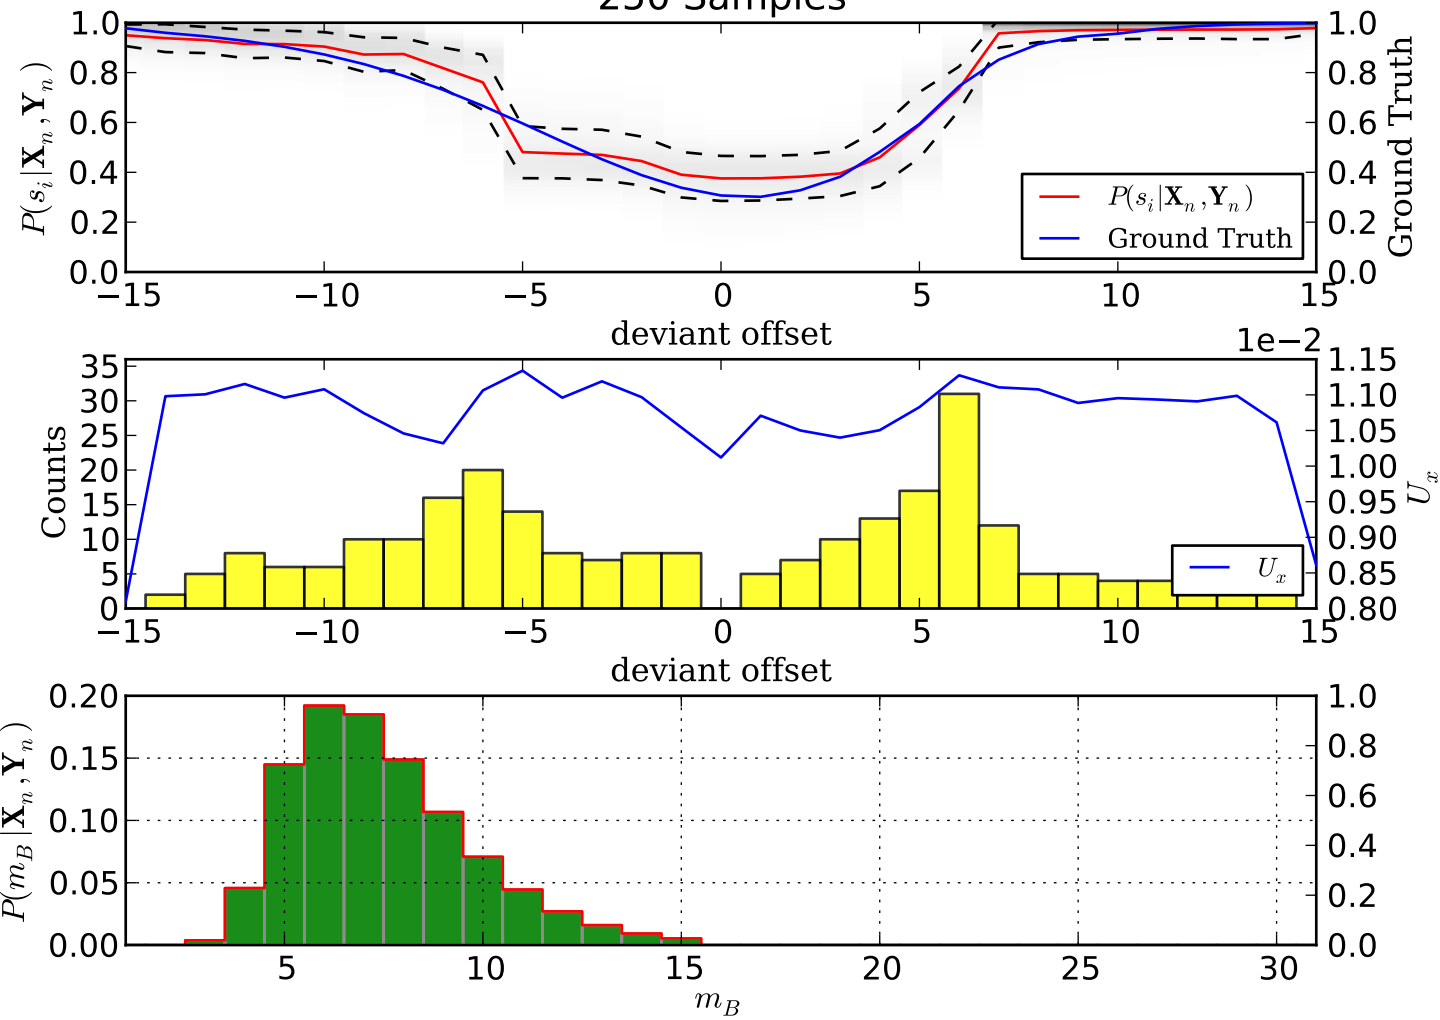 250 Samples
1.0 0.8 0.6 0.4 0.2 0.0
P(s_i|X_n,Y_n)
1.0 0.8 0.6 0.4 0.2 0.0
Ground Truth
P(s_i|X_n,Y_n)
Ground Truth
−15 −10 −5 0 5 10 15
deviant offset
1e−2
35 30 25 20 15 10 5 0
Counts
1.15 1.10 1.05 1.00 0.95 0.90 0.85 0.80
U_x
U_x
−15 −10 −5 0 5 10 15
deviant offset
0.20 0.15 0.10 0.05 0.00
P(m_B|X_n,Y_n)
1.0 0.8 0.6 0.4 0.2 0.0
5 10 15 20 25 30
m_B